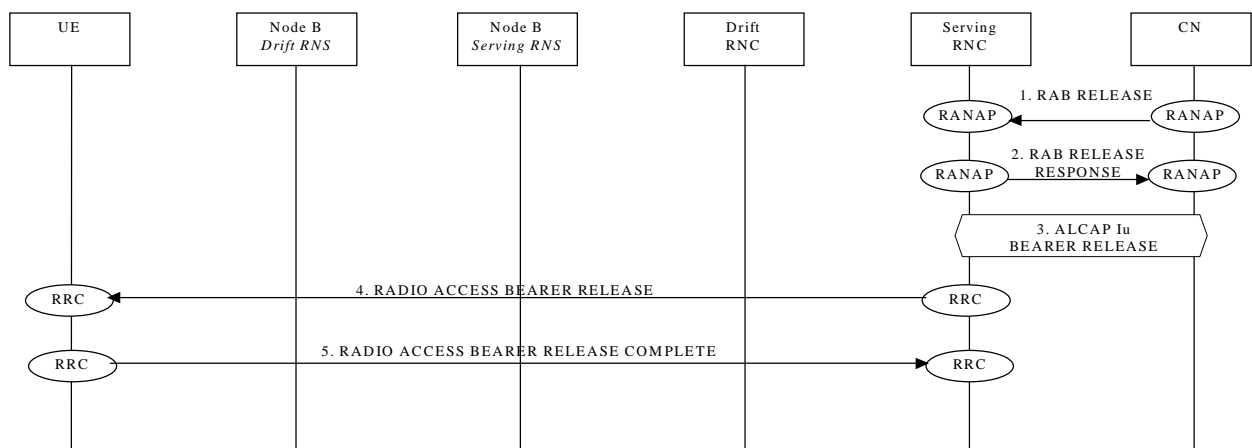 UE
Node B
Drift RNS
Node B
Serving RNS
Drift
RNC
Serving
RNC
CN
1. RAB RELEASE
RANAP
RANAP
2. RAB RELEASE
RESPONSE
RANAP
RANAP
3. ALCAP Iu
BEARER RELEASE
4. RADIO ACCESS BEARER RELEASE
RRC
RRC
5. RADIO ACCESS BEARER RELEASE COMPLETE
RRC
RRC